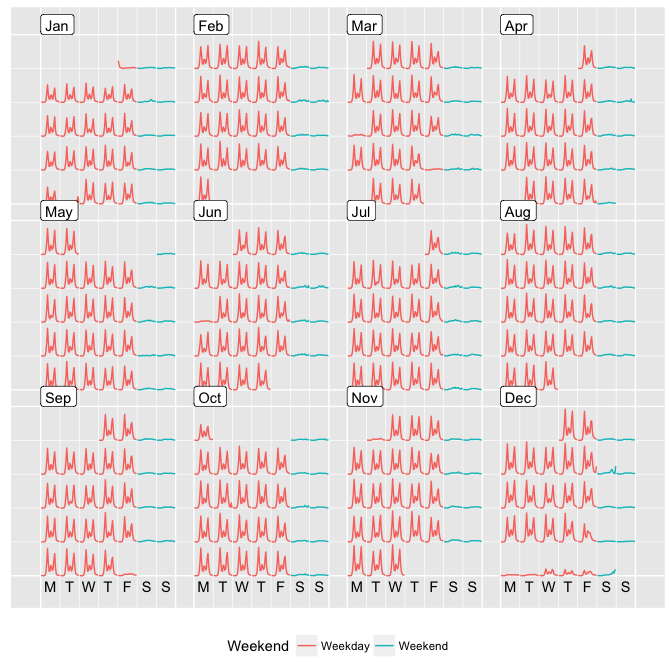 Jan Feb Mar Apr
May Jun Jul Aug
Sep Oct Nov Dec
M T W T F S S M T W T F S S M T W T F S S M T W T F S S
Weekend Weekday Weekend